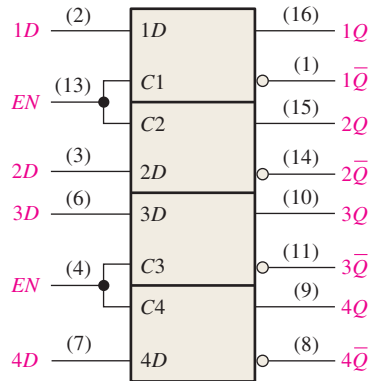 1D (2) 1D (16) 1Q
C1 (1) 1Q̅
EN (13)
C2 (15) 2Q
2D (3) 2D (14) 2Q̅
3D (6) 3D (10) 3Q
C3 (11) 3Q̅
EN (4)
C4 (9) 4Q
4D (7) 4D (8) 4Q̅